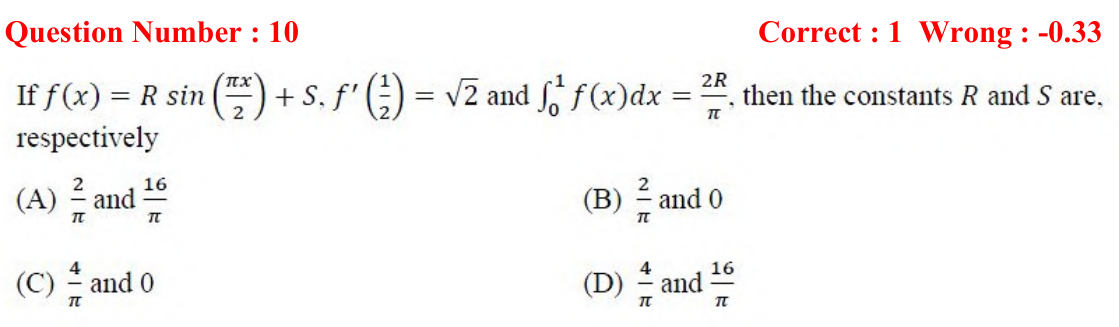 Question Number : 10 Correct : 1 Wrong : -0.33
If f(x) = R sin (πx/2) + S, f′(1/2) = √2 and ∫₀¹ f(x)dx = 2R/π, then the constants R and S are,
respectively
(A) 2/π and 16/π (B) 2/π and 0
(C) 4/π and 0 (D) 4/π and 16/π